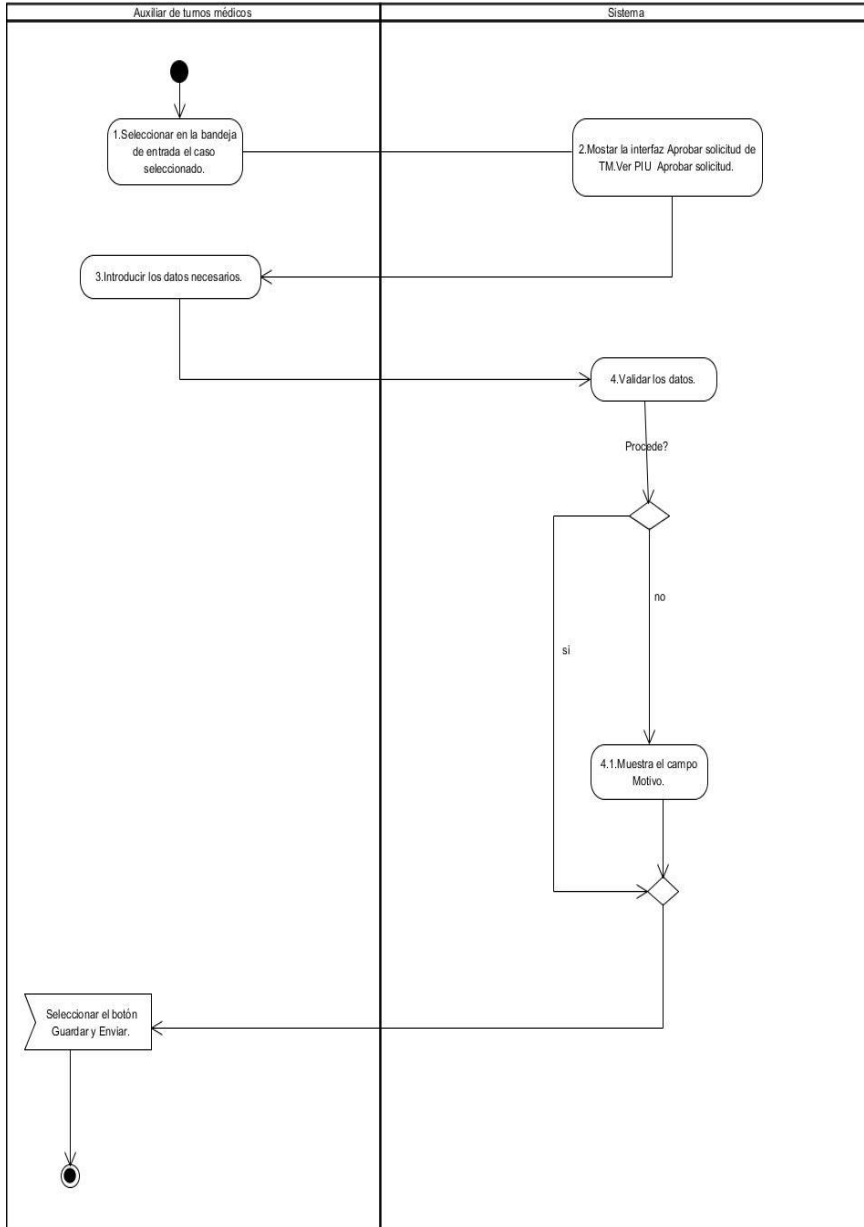 Auxiliar de turnos médicos
Sistema
1.Seleccionar en la bandeja
de entrada el caso
seleccionado.
2.Mostar la interfaz Aprobar solicitud de
TM.Ver PIU Aprobar solicitud.
3.Introducir los datos necesarios.
4.Validar los datos.
Procede?
no
si
4.1.Muestra el campo
Motivo.
Seleccionar el botón
Guardar y Enviar.